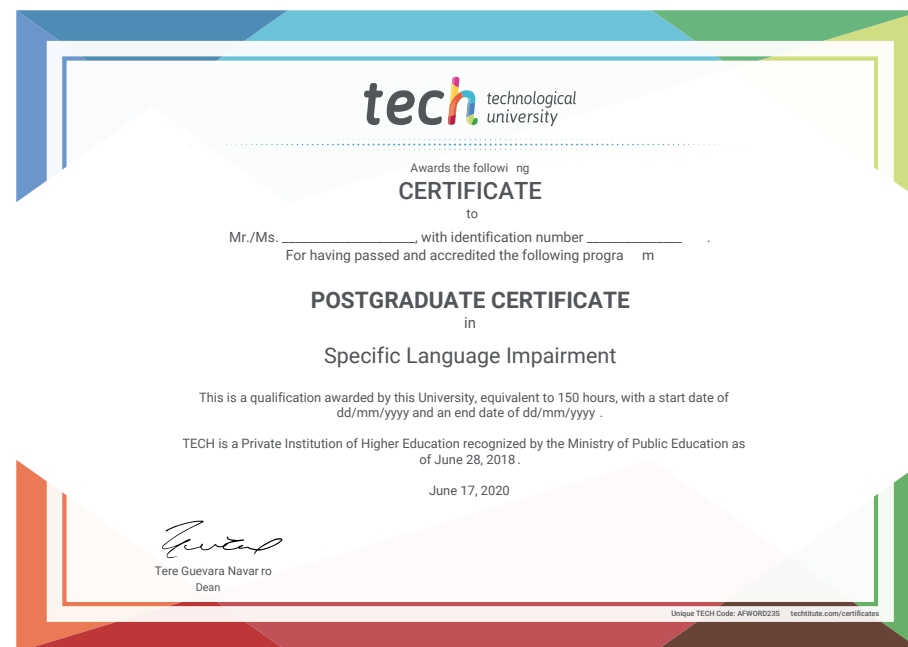 tech technological
university
Awards the followi ng
CERTIFICATE
to
Mr./Ms. _____________________, with identification number _______________ .
For having passed and accredited the following progra m
POSTGRADUATE CERTIFICATE
in
Specific Language Impairment
This is a qualification awarded by this University, equivalent to 150 hours, with a start date of
dd/mm/yyyy and an end date of dd/mm/yyyy .
TECH is a Private Institution of Higher Education recognized by the Ministry of Public Education as
of June 28, 2018 .
June 17, 2020
Tere Guevara Navar ro
Dean
Unique TECH Code: AFWORD23S techtitute.com/certificates